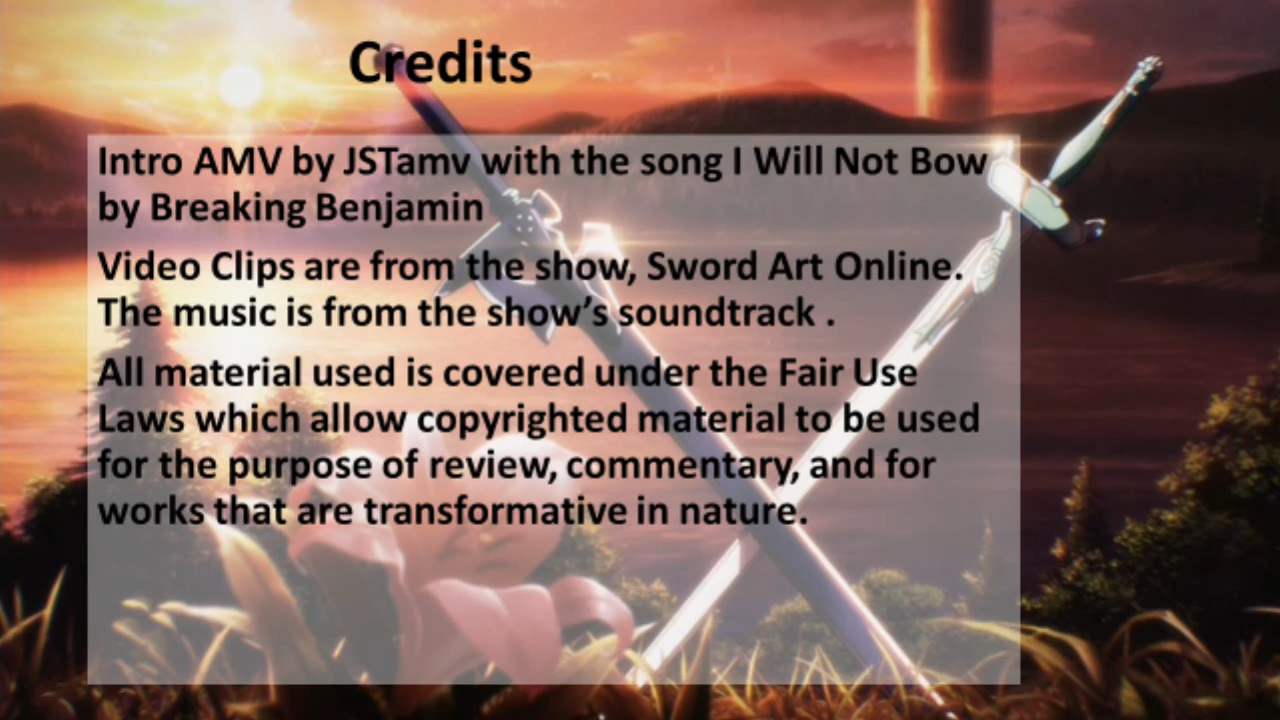 Credits
Intro AMV by JSTamv with the song I Will Not Bow
by Breaking Benjamin
Video Clips are from the show, Sword Art Online.
The music is from the show’s soundtrack .
All material used is covered under the Fair Use
Laws which allow copyrighted material to be used
for the purpose of review, commentary, and for
works that are transformative in nature.